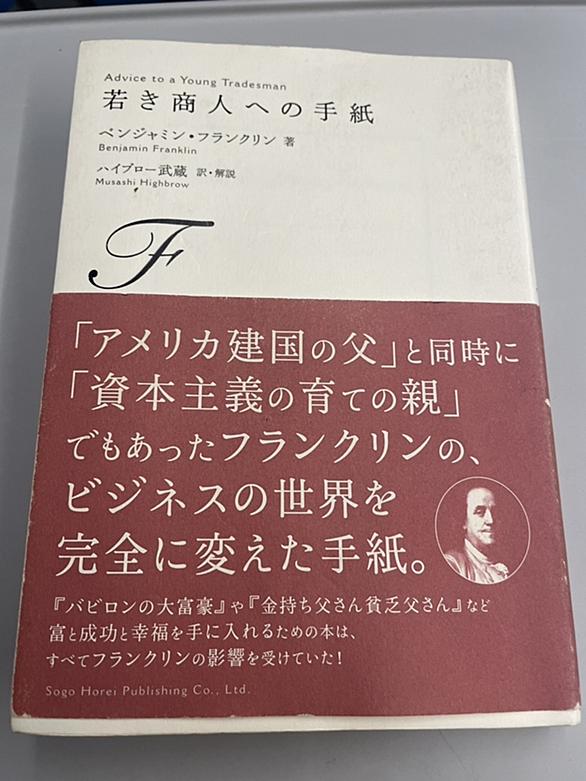 Advice to a Young Tradesman
若き商人への手紙
ベンジャミン・フランクリン 著
Benjamin Franklin
ハイブロー武蔵 訳・解説
Musashi Highbrow
F
「アメリカ建国の父」と同時に
「資本主義の育ての親」
でもあったフランクリンの、
ビジネスの世界を
完全に変えた手紙。
『バビロンの大富豪』や『金持ち父さん貧乏父さん』など
富と成功と幸福を手に入れるための本は、
すべてフランクリンの影響を受けていた!
Sogo Horei Publishing Co., Ltd.